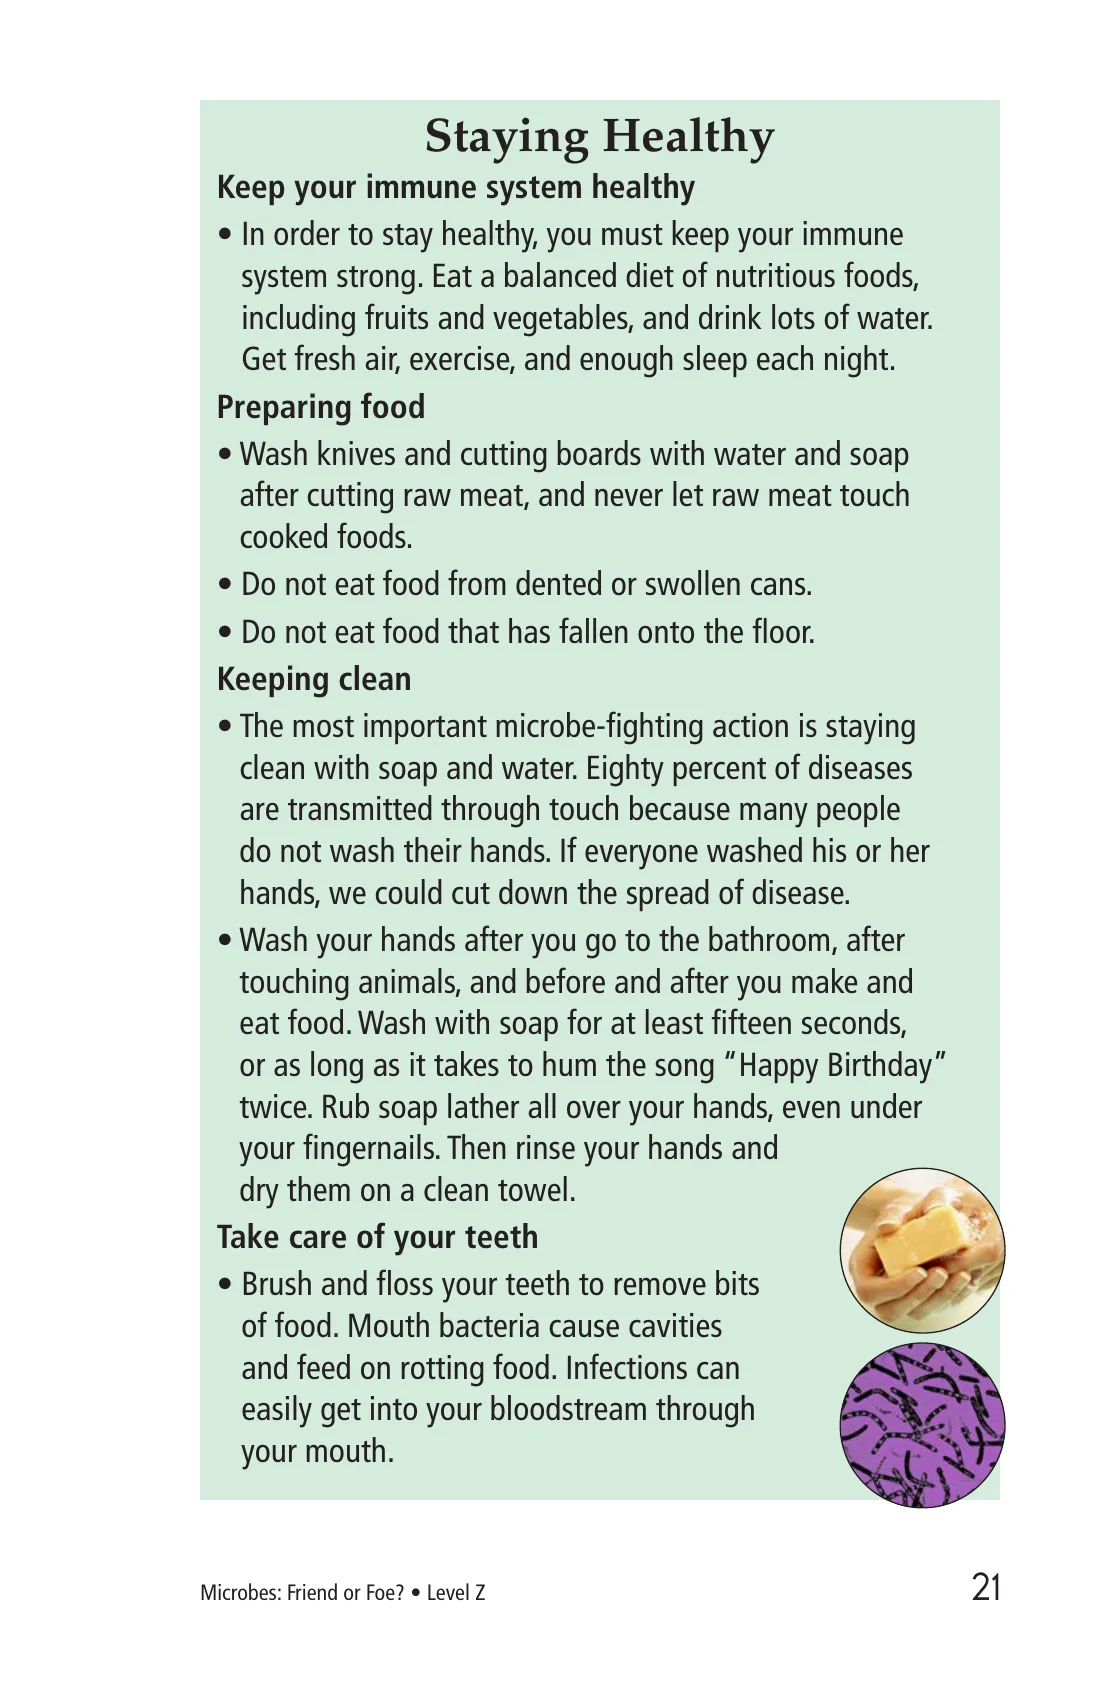 Staying Healthy
Keep your immune system healthy
• In order to stay healthy, you must keep your immune
system strong. Eat a balanced diet of nutritious foods,
including fruits and vegetables, and drink lots of water.
Get fresh air, exercise, and enough sleep each night.
Preparing food
• Wash knives and cutting boards with water and soap
after cutting raw meat, and never let raw meat touch
cooked foods.
• Do not eat food from dented or swollen cans.
• Do not eat food that has fallen onto the floor.
Keeping clean
• The most important microbe-fighting action is staying
clean with soap and water. Eighty percent of diseases
are transmitted through touch because many people
do not wash their hands. If everyone washed his or her
hands, we could cut down the spread of disease.
• Wash your hands after you go to the bathroom, after
touching animals, and before and after you make and
eat food. Wash with soap for at least fifteen seconds,
or as long as it takes to hum the song “Happy Birthday”
twice. Rub soap lather all over your hands, even under
your fingernails. Then rinse your hands and
dry them on a clean towel.
Take care of your teeth
• Brush and floss your teeth to remove bits
of food. Mouth bacteria cause cavities
and feed on rotting food. Infections can
easily get into your bloodstream through
your mouth.
Microbes: Friend or Foe? • Level Z
21